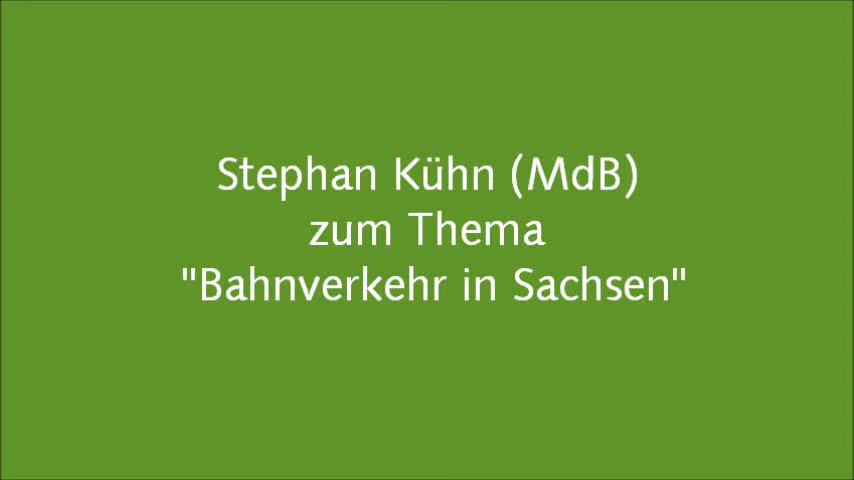 Stephan Kühn (MdB)
zum Thema
"Bahnverkehr in Sachsen"